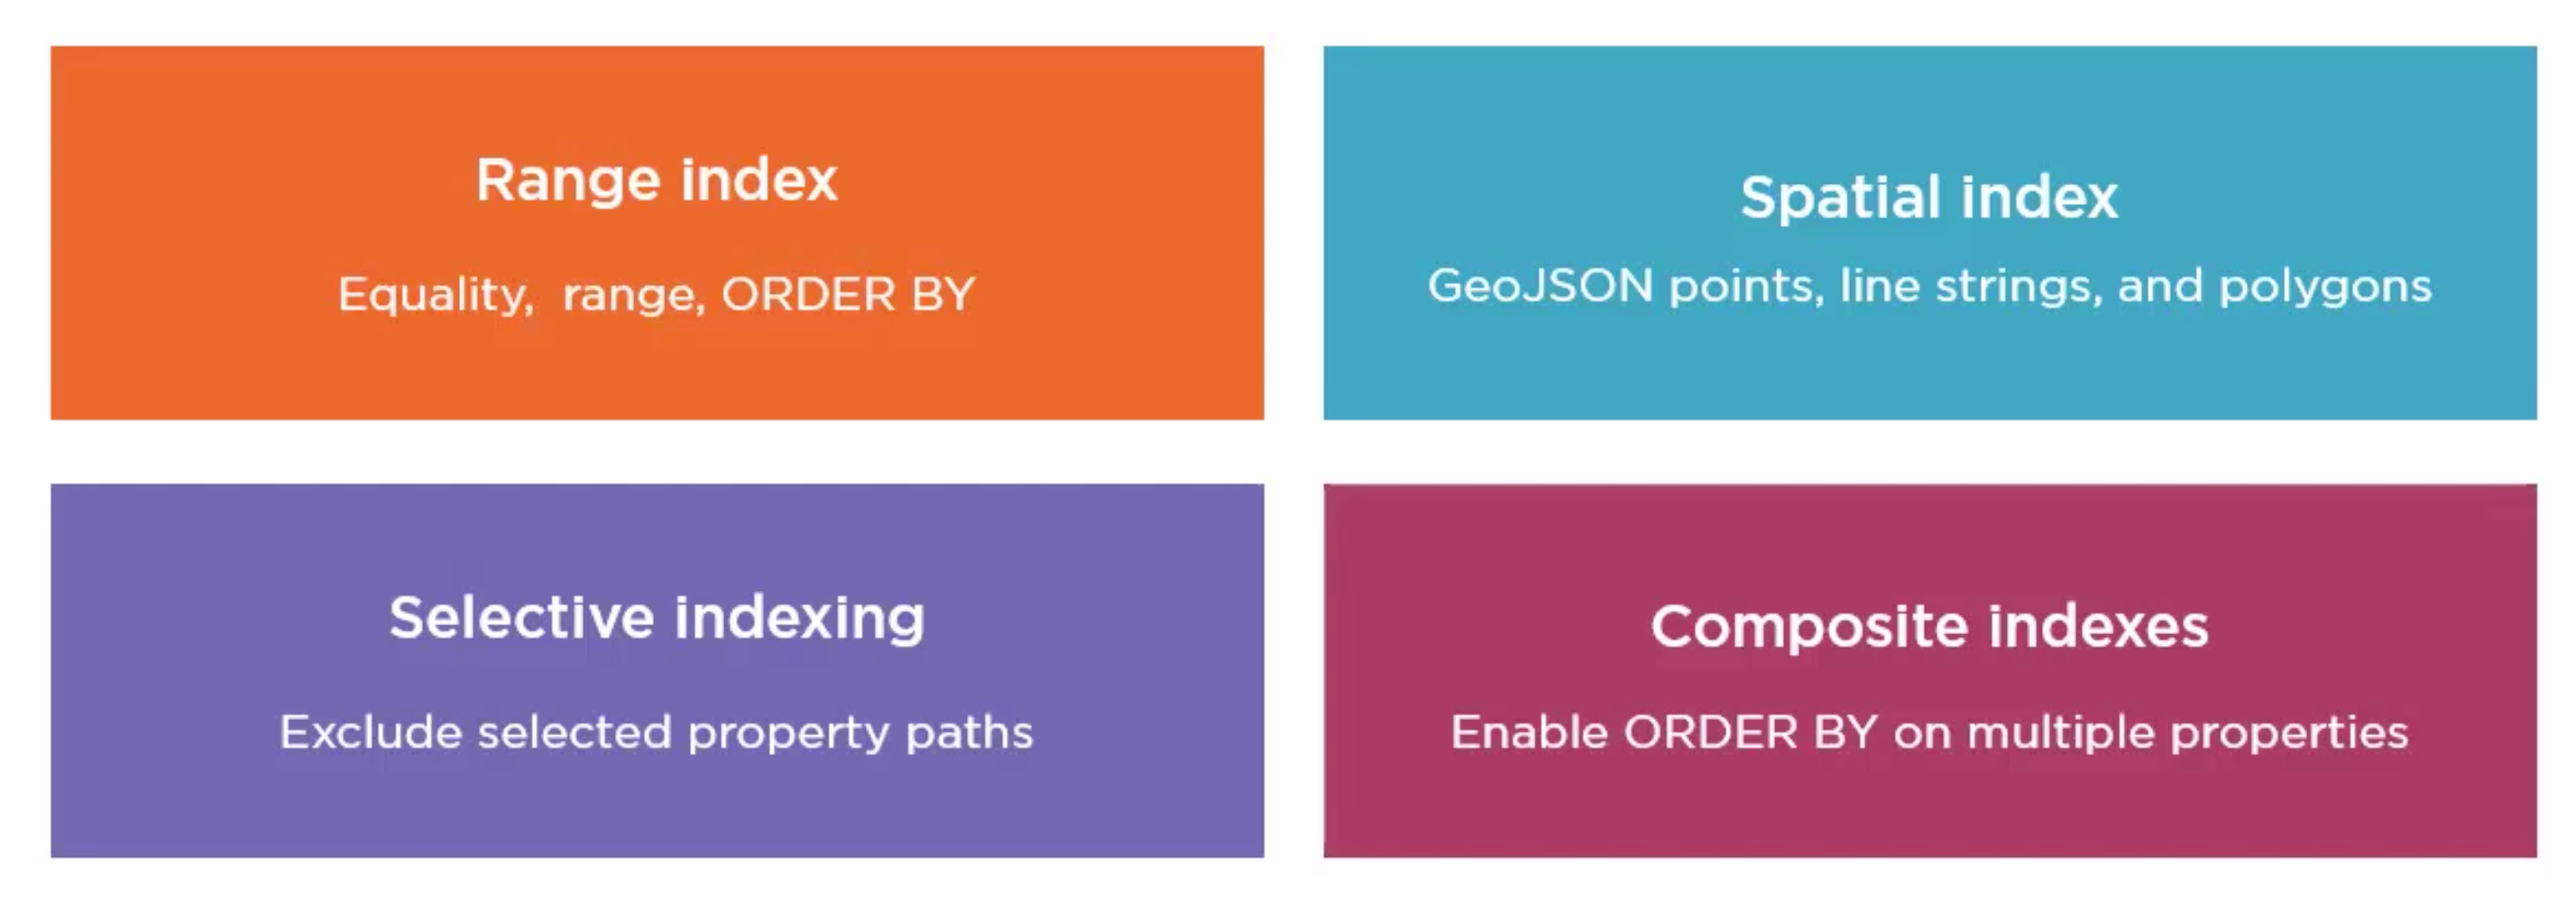 Range index
Equality,  range, ORDER BY
Spatial index
GeoJSON points, line strings, and polygons
Selective indexing
Exclude selected property paths
Composite indexes
Enable ORDER BY on multiple properties